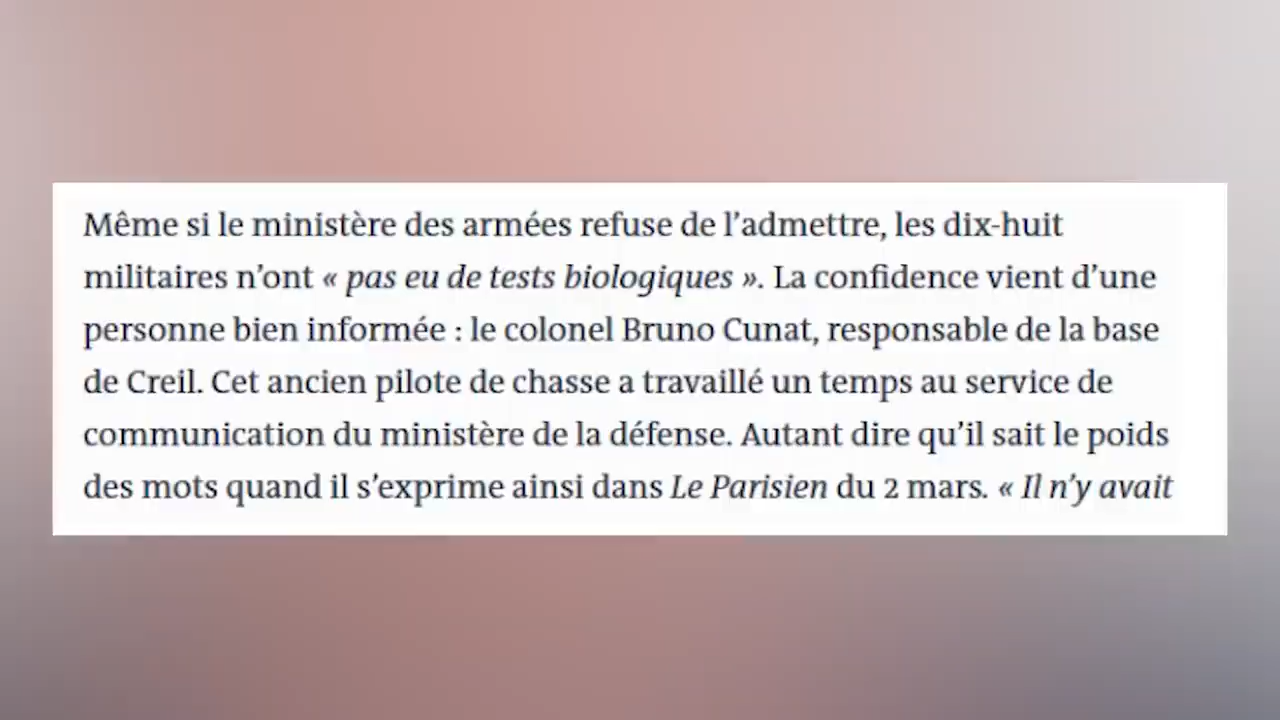 Même si le ministère des armées refuse de l’admettre, les dix-huit
militaires n’ont « pas eu de tests biologiques ». La confidence vient d’une
personne bien informée : le colonel Bruno Cunat, responsable de la base
de Creil. Cet ancien pilote de chasse a travaillé un temps au service de
communication du ministère de la défense. Autant dire qu’il sait le poids
des mots quand il s’exprime ainsi dans Le Parisien du 2 mars. « Il n’y avait